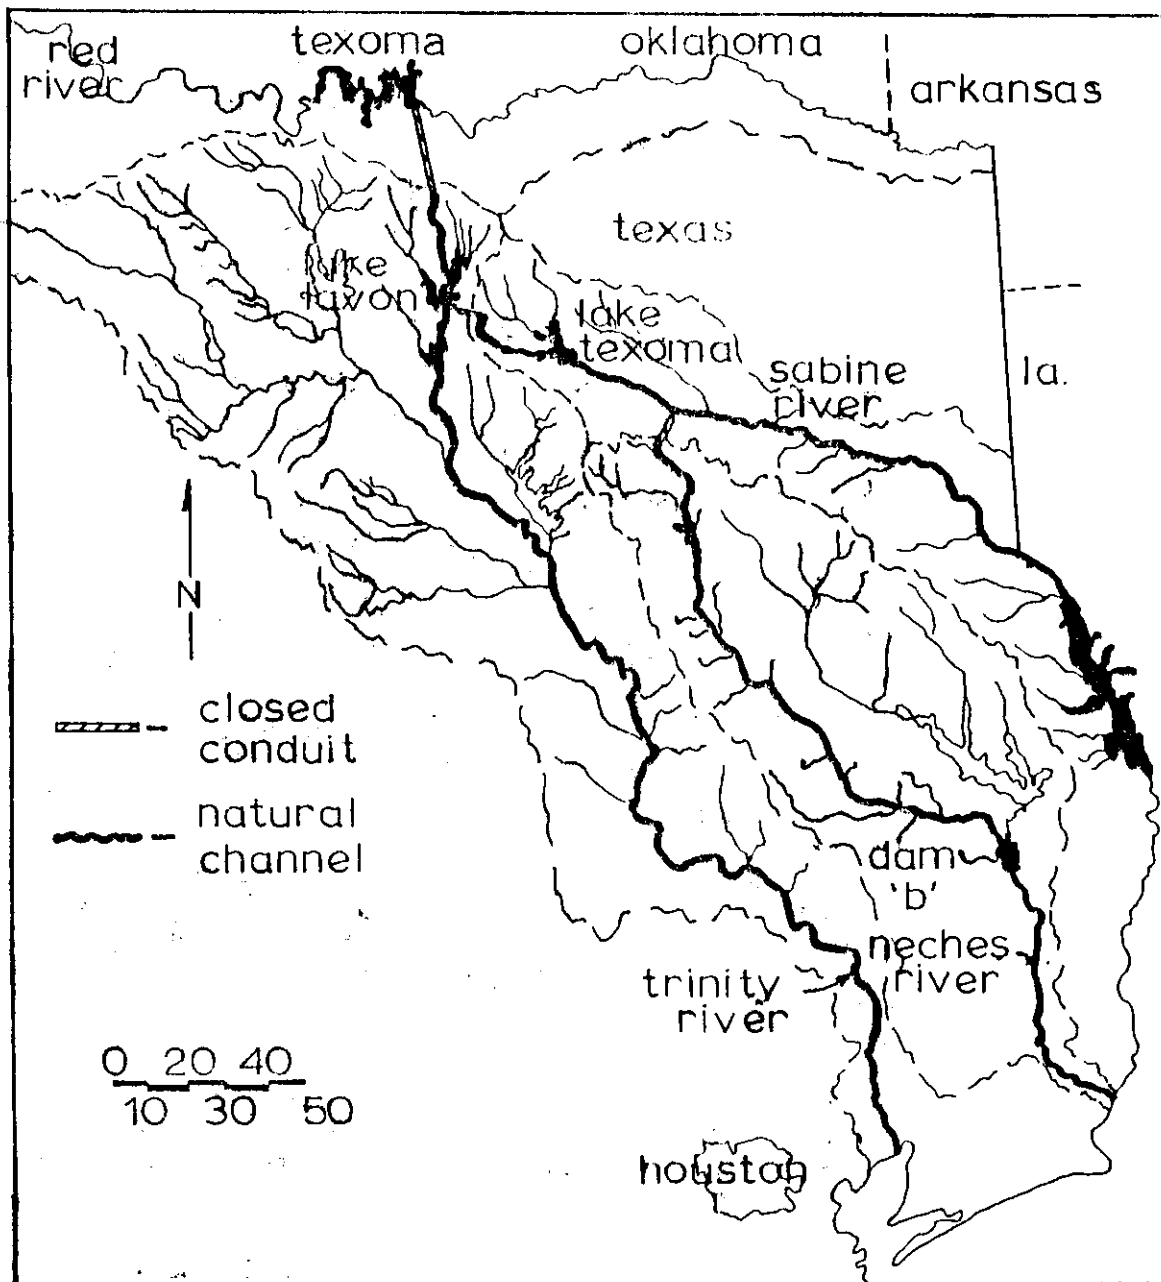 red
river
texoma
oklahoma
arkansas
texas
lake
lavon
lake
texomal
sabine
river
la.
N
closed
conduit
natural
channel
dam
'b'
neches
river
trinity
river
0 20 40
10 30 50
houston